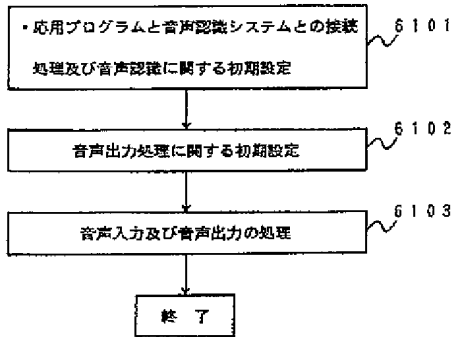 ・応用プログラムと音声認識システムとの接続
処理及び音声認識に関する初期設定
6101
音声出力処理に関する初期設定
6102
音声入力及び音声出力の処理
6103
終 了